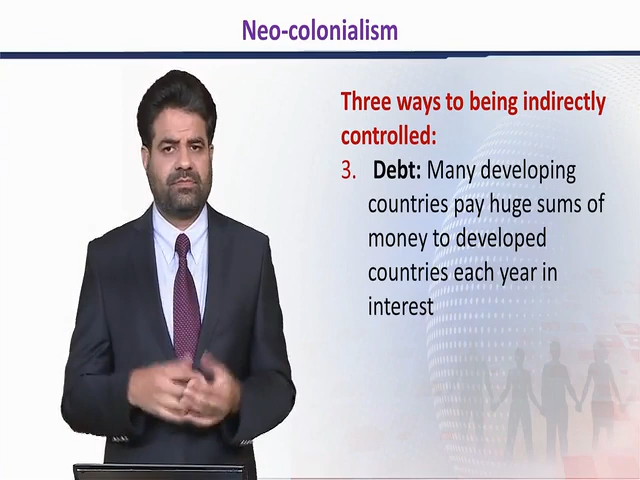 Neo-colonialism
Three ways to being indirectly
controlled:
3. Debt: Many developing
countries pay huge sums of
money to developed
countries each year in
interest